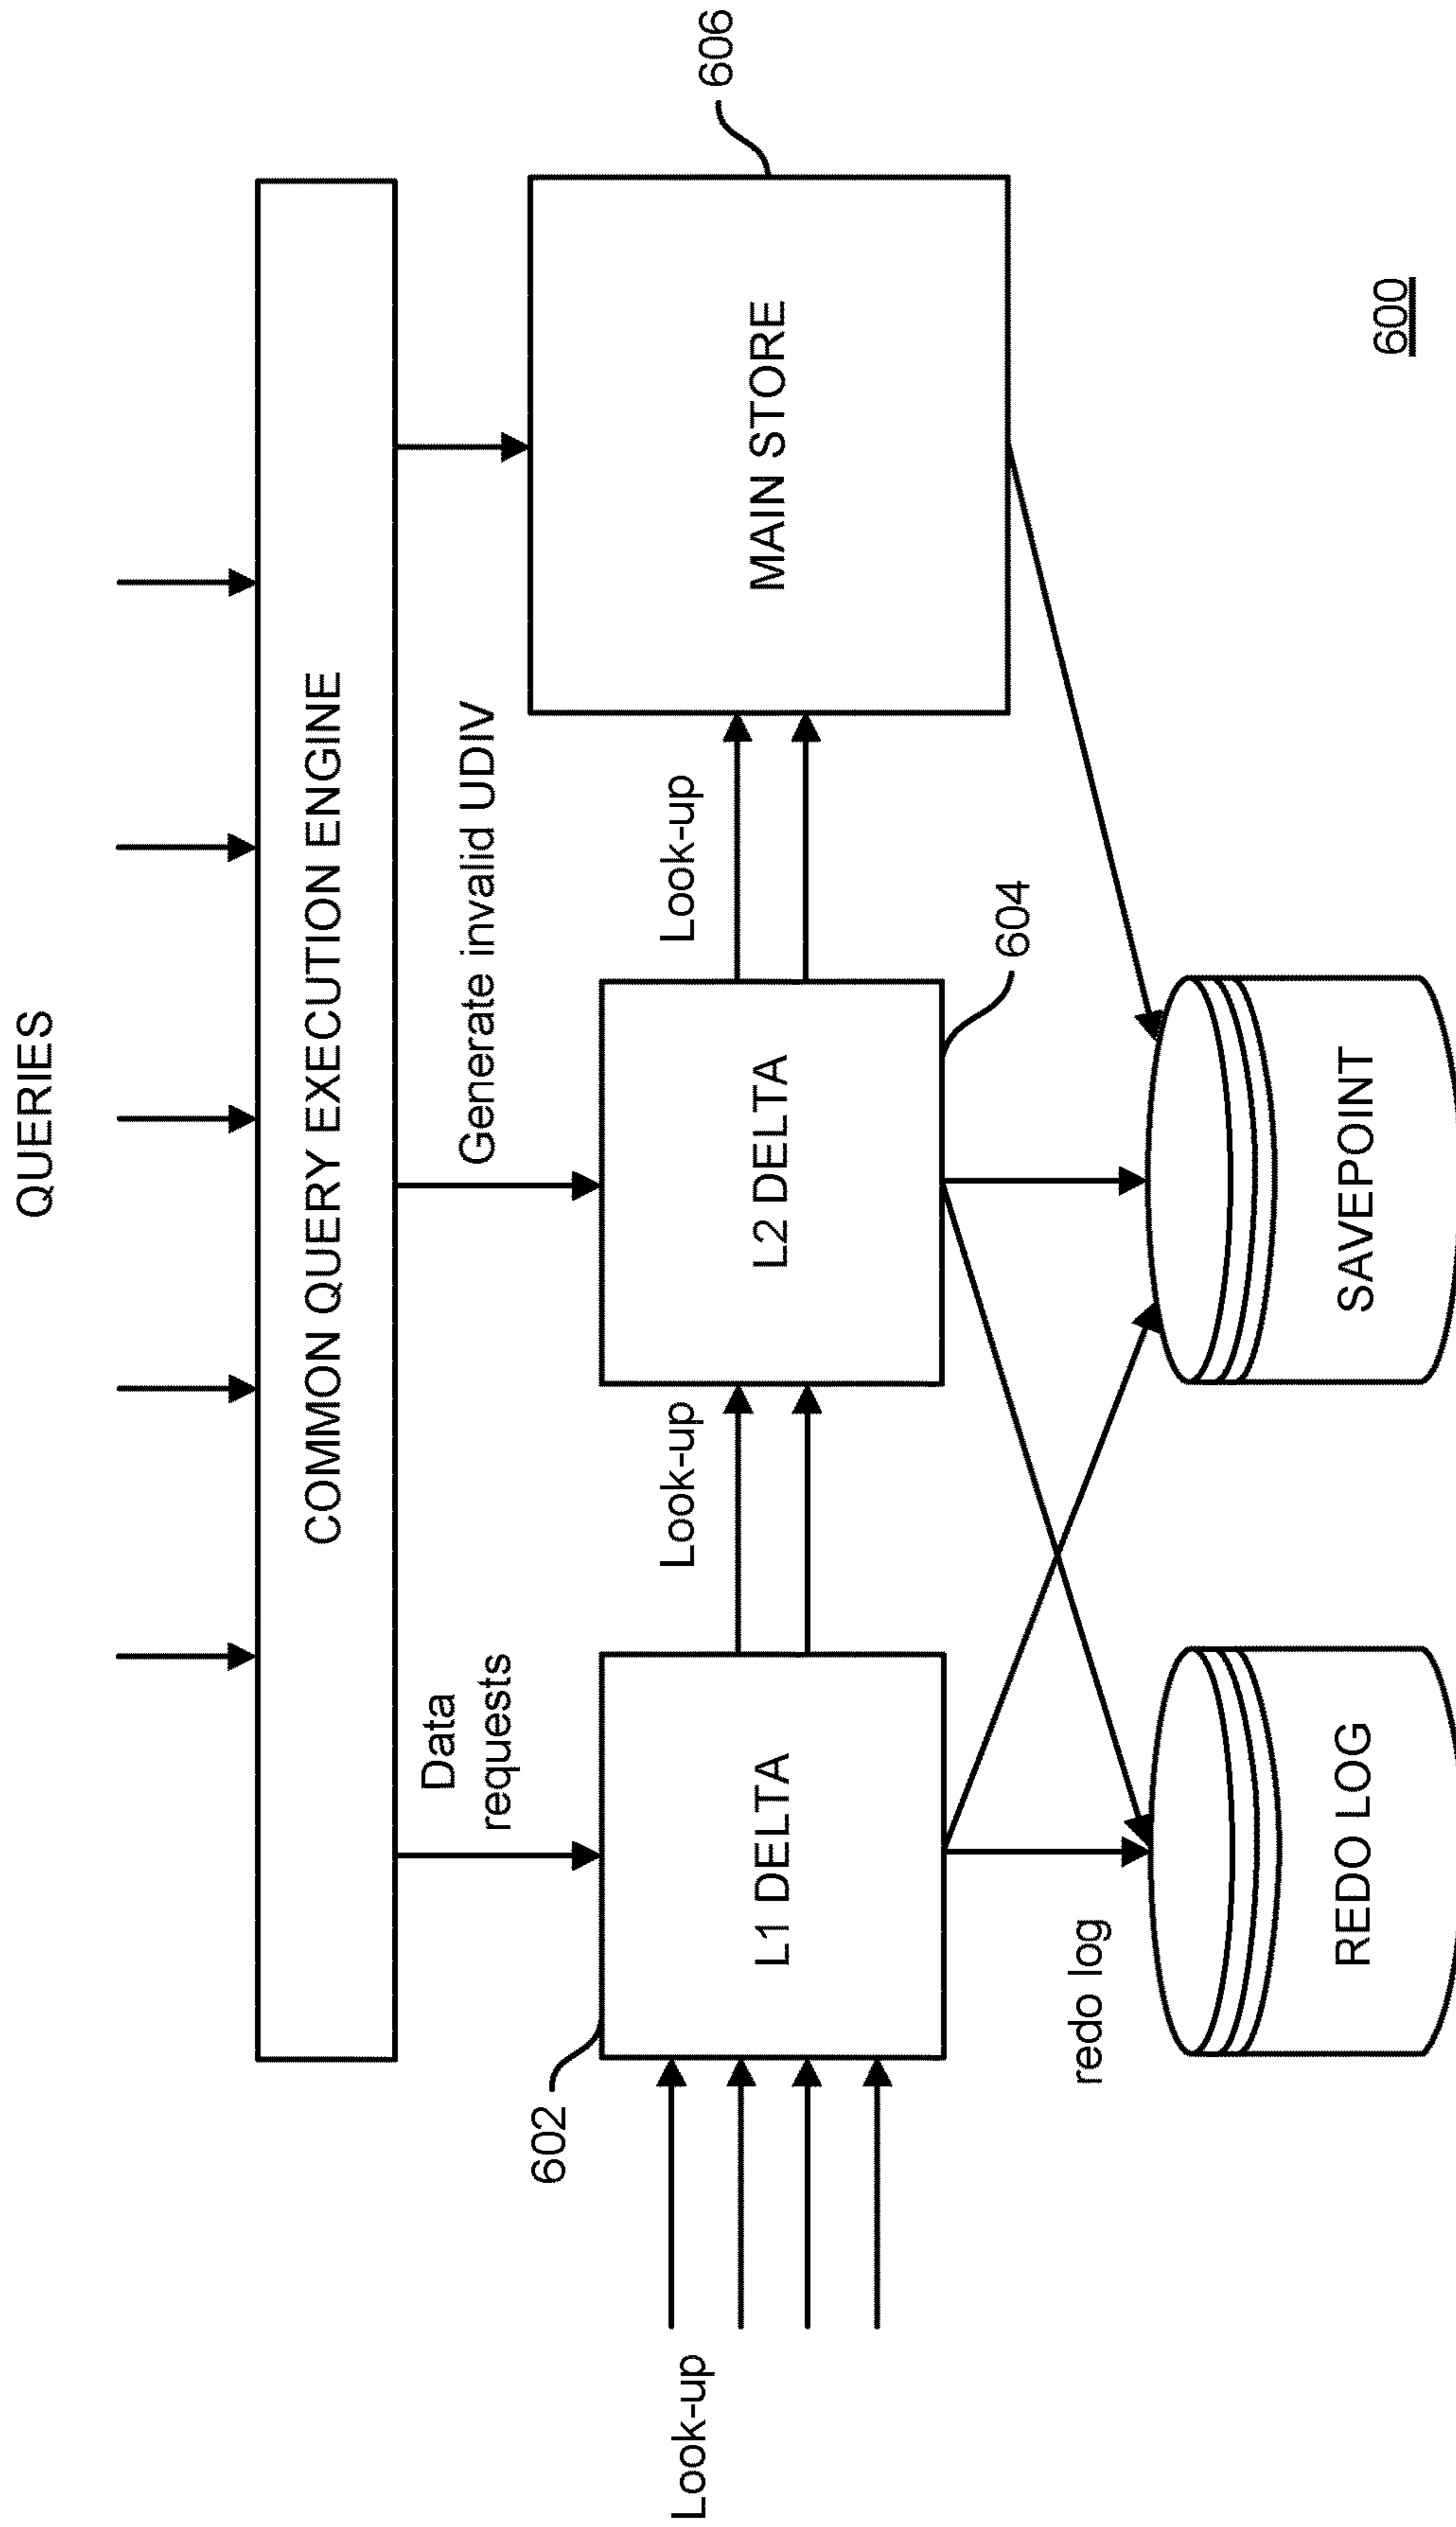 QUERIES
COMMON QUERY EXECUTION ENGINE
Data
requests
Generate invalid UDIV
602
Look-up
L1 DELTA
Look-up
L2 DELTA
Look-up
MAIN STORE
606
604
redo log
REDO LOG
SAVEPOINT
600